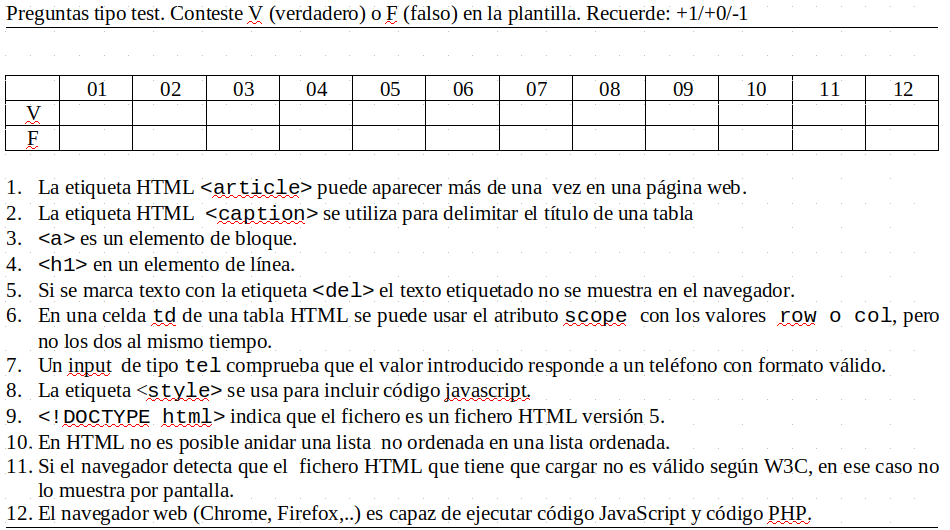 Preguntas tipo test. Conteste V (verdadero) o F (falso) en la plantilla. Recuerde: +1/+0/-1
01 02 03 04 05 06 07 08 09 10 11 12
V
F
1. La etiqueta HTML <article> puede aparecer más de una vez en una página web.
2. La etiqueta HTML <caption> se utiliza para delimitar el título de una tabla
3. <a> es un elemento de bloque.
4. <h1> en un elemento de línea.
5. Si se marca texto con la etiqueta <del> el texto etiquetado no se muestra en el navegador.
6. En una celda td de una tabla HTML se puede usar el atributo scope con los valores row o col, pero
no los dos al mismo tiempo.
7. Un input de tipo tel comprueba que el valor introducido responde a un teléfono con formato válido.
8. La etiqueta <style> se usa para incluir código javascript.
9. <!DOCTYPE html> indica que el fichero es un fichero HTML versión 5.
10. En HTML no es posible anidar una lista no ordenada en una lista ordenada.
11. Si el navegador detecta que el fichero HTML que tiene que cargar no es válido según W3C, en ese caso no
lo muestra por pantalla.
12. El navegador web (Chrome, Firefox,..) es capaz de ejecutar código JavaScript y código PHP.